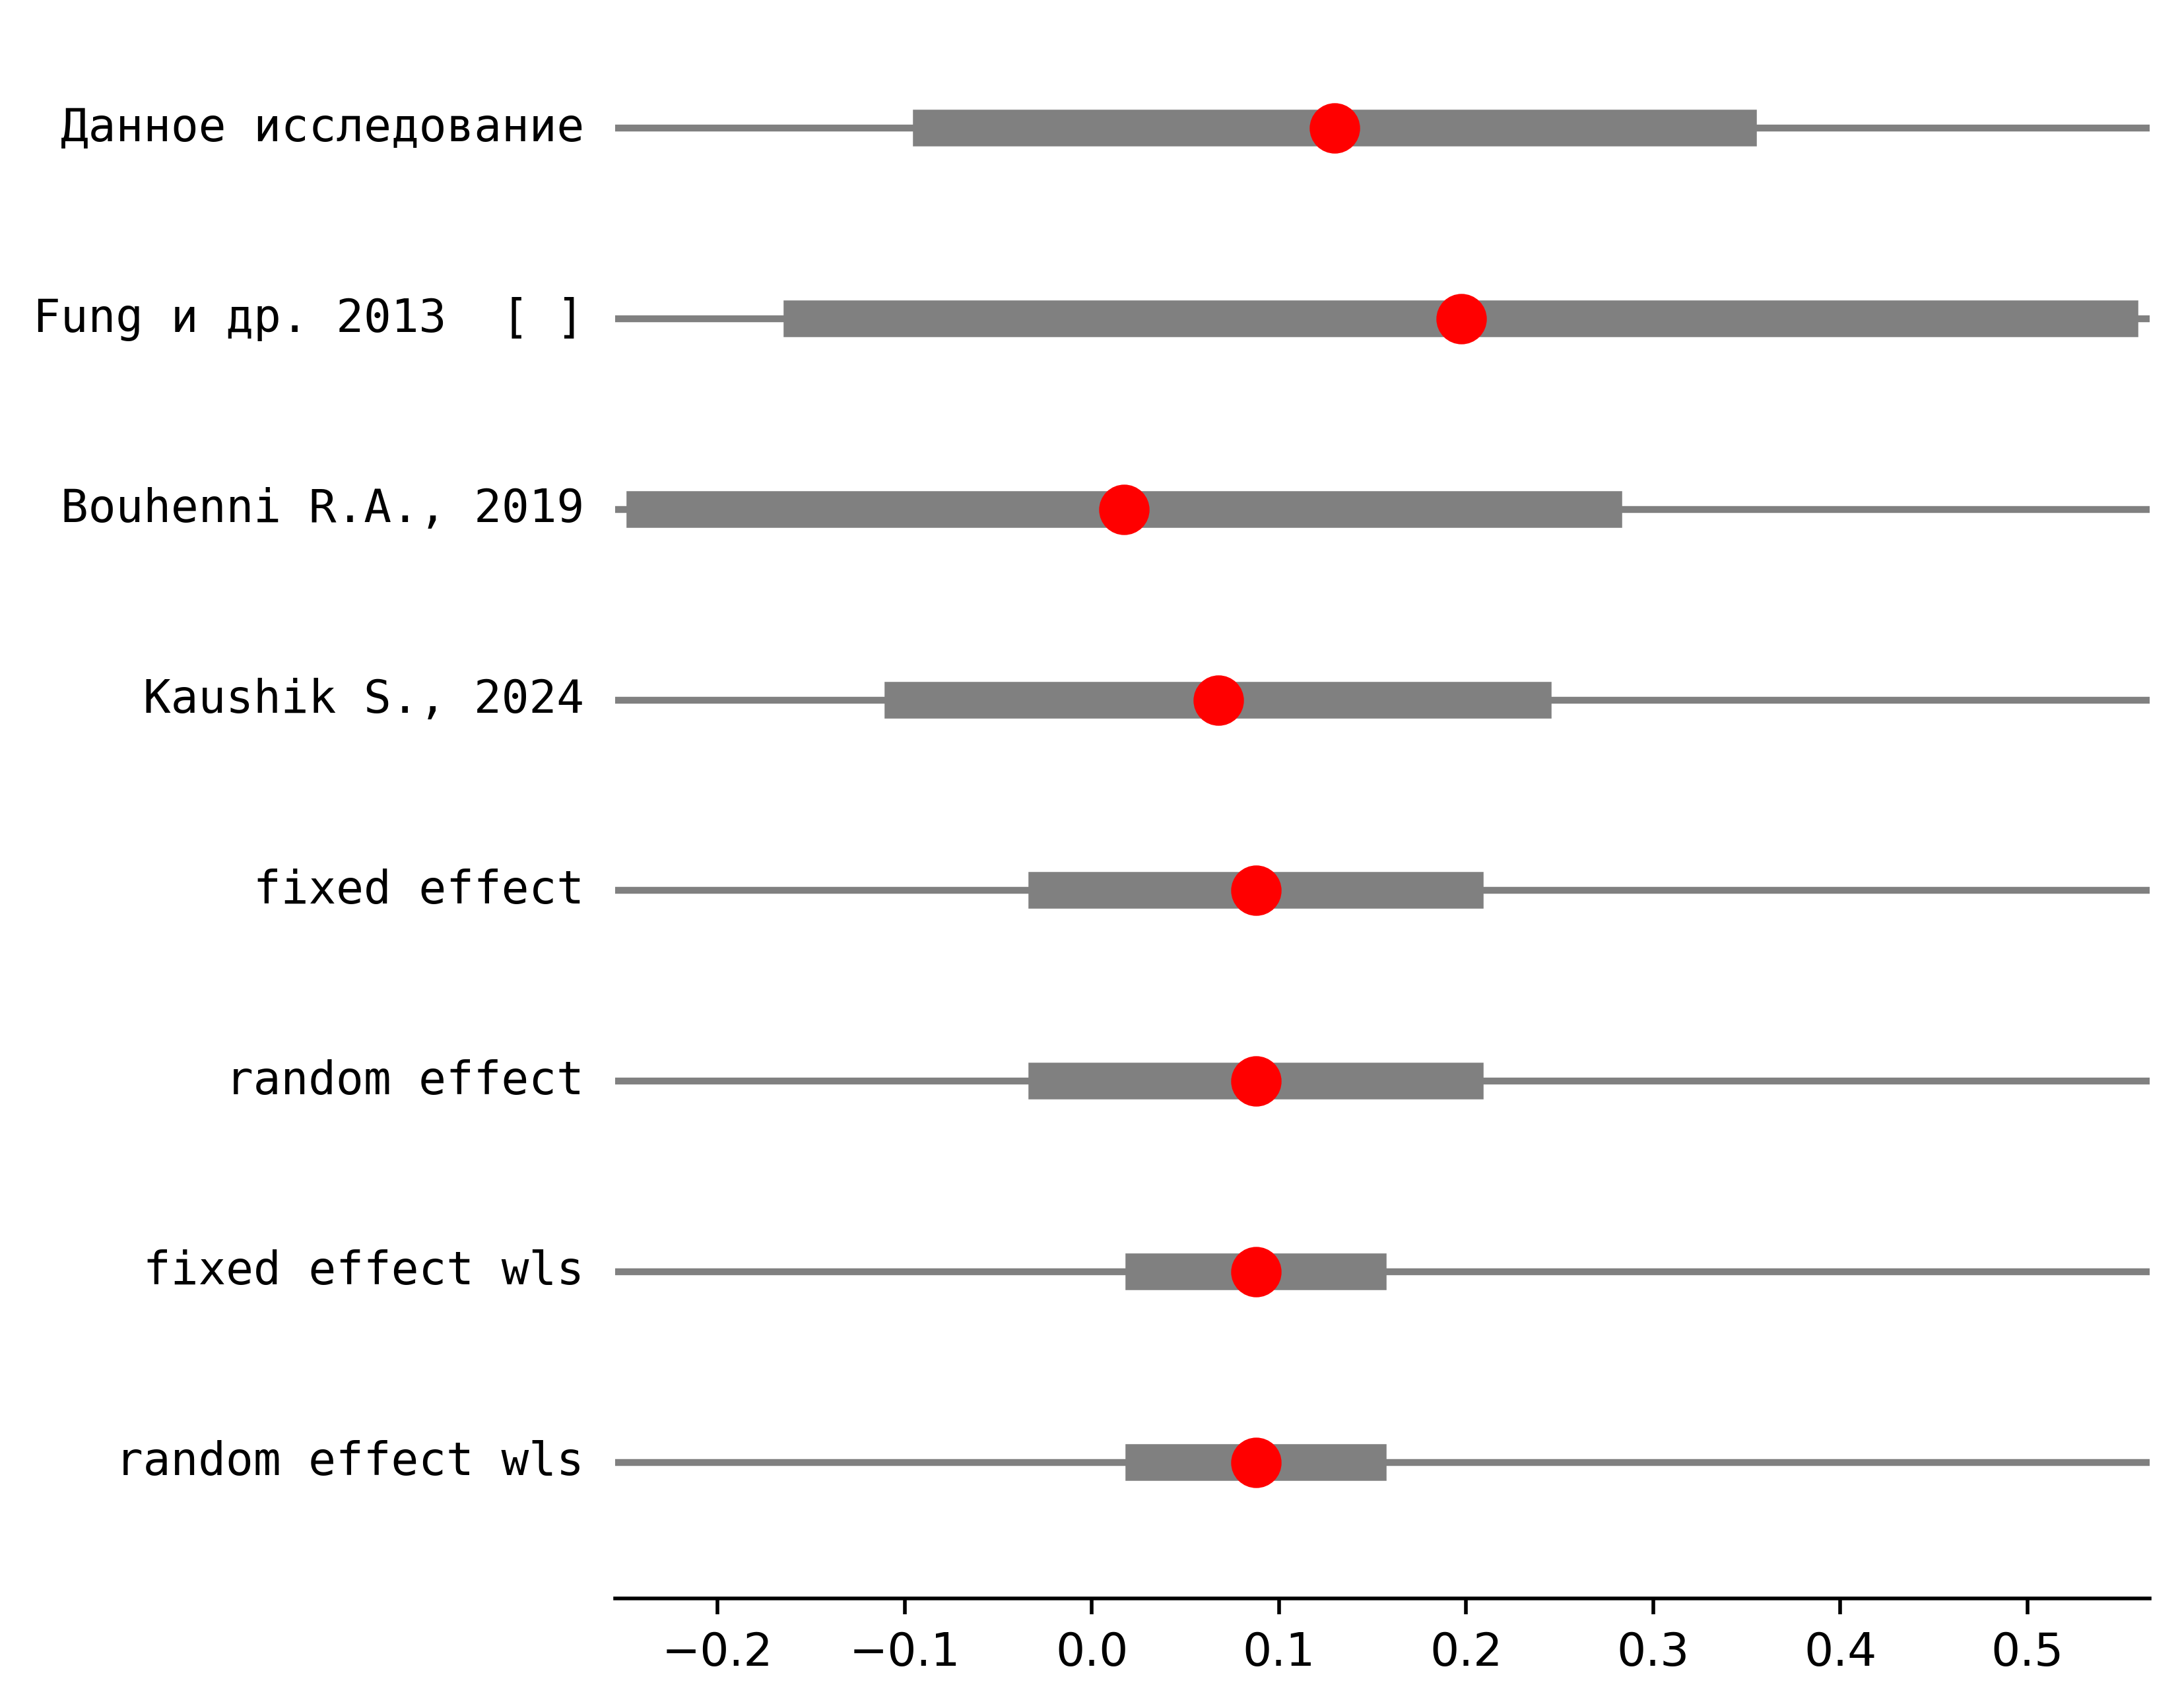 Данное исследование
Fung и др. 2013  [ ]
Bouhenni R.A., 2019
Kaushik S., 2024
fixed effect
random effect
fixed effect wls
random effect wls
−0.2 −0.1 0.0 0.1 0.2 0.3 0.4 0.5